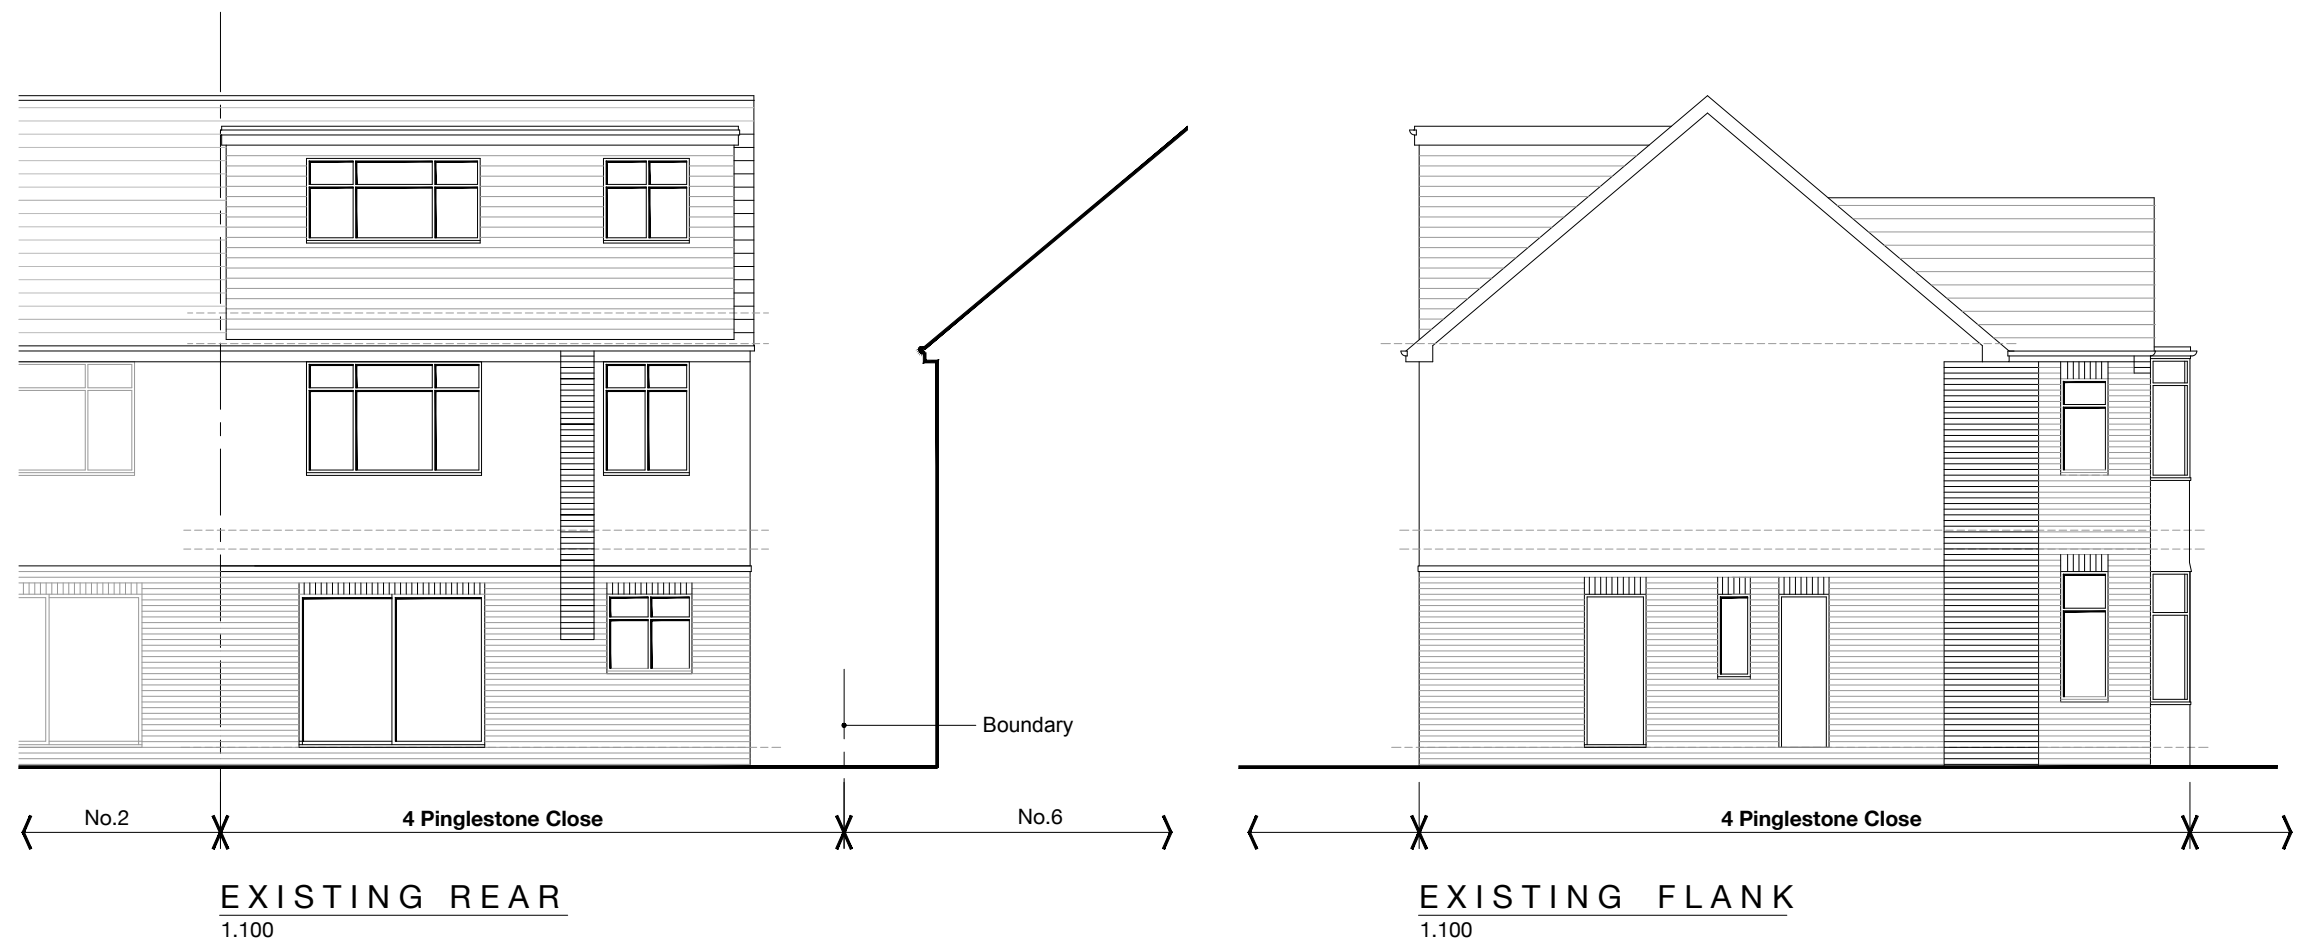 Boundary
No.2
4 Pinglestone Close
No.6
4 Pinglestone Close
EXISTING REAR
1.100
EXISTING FLANK
1.100